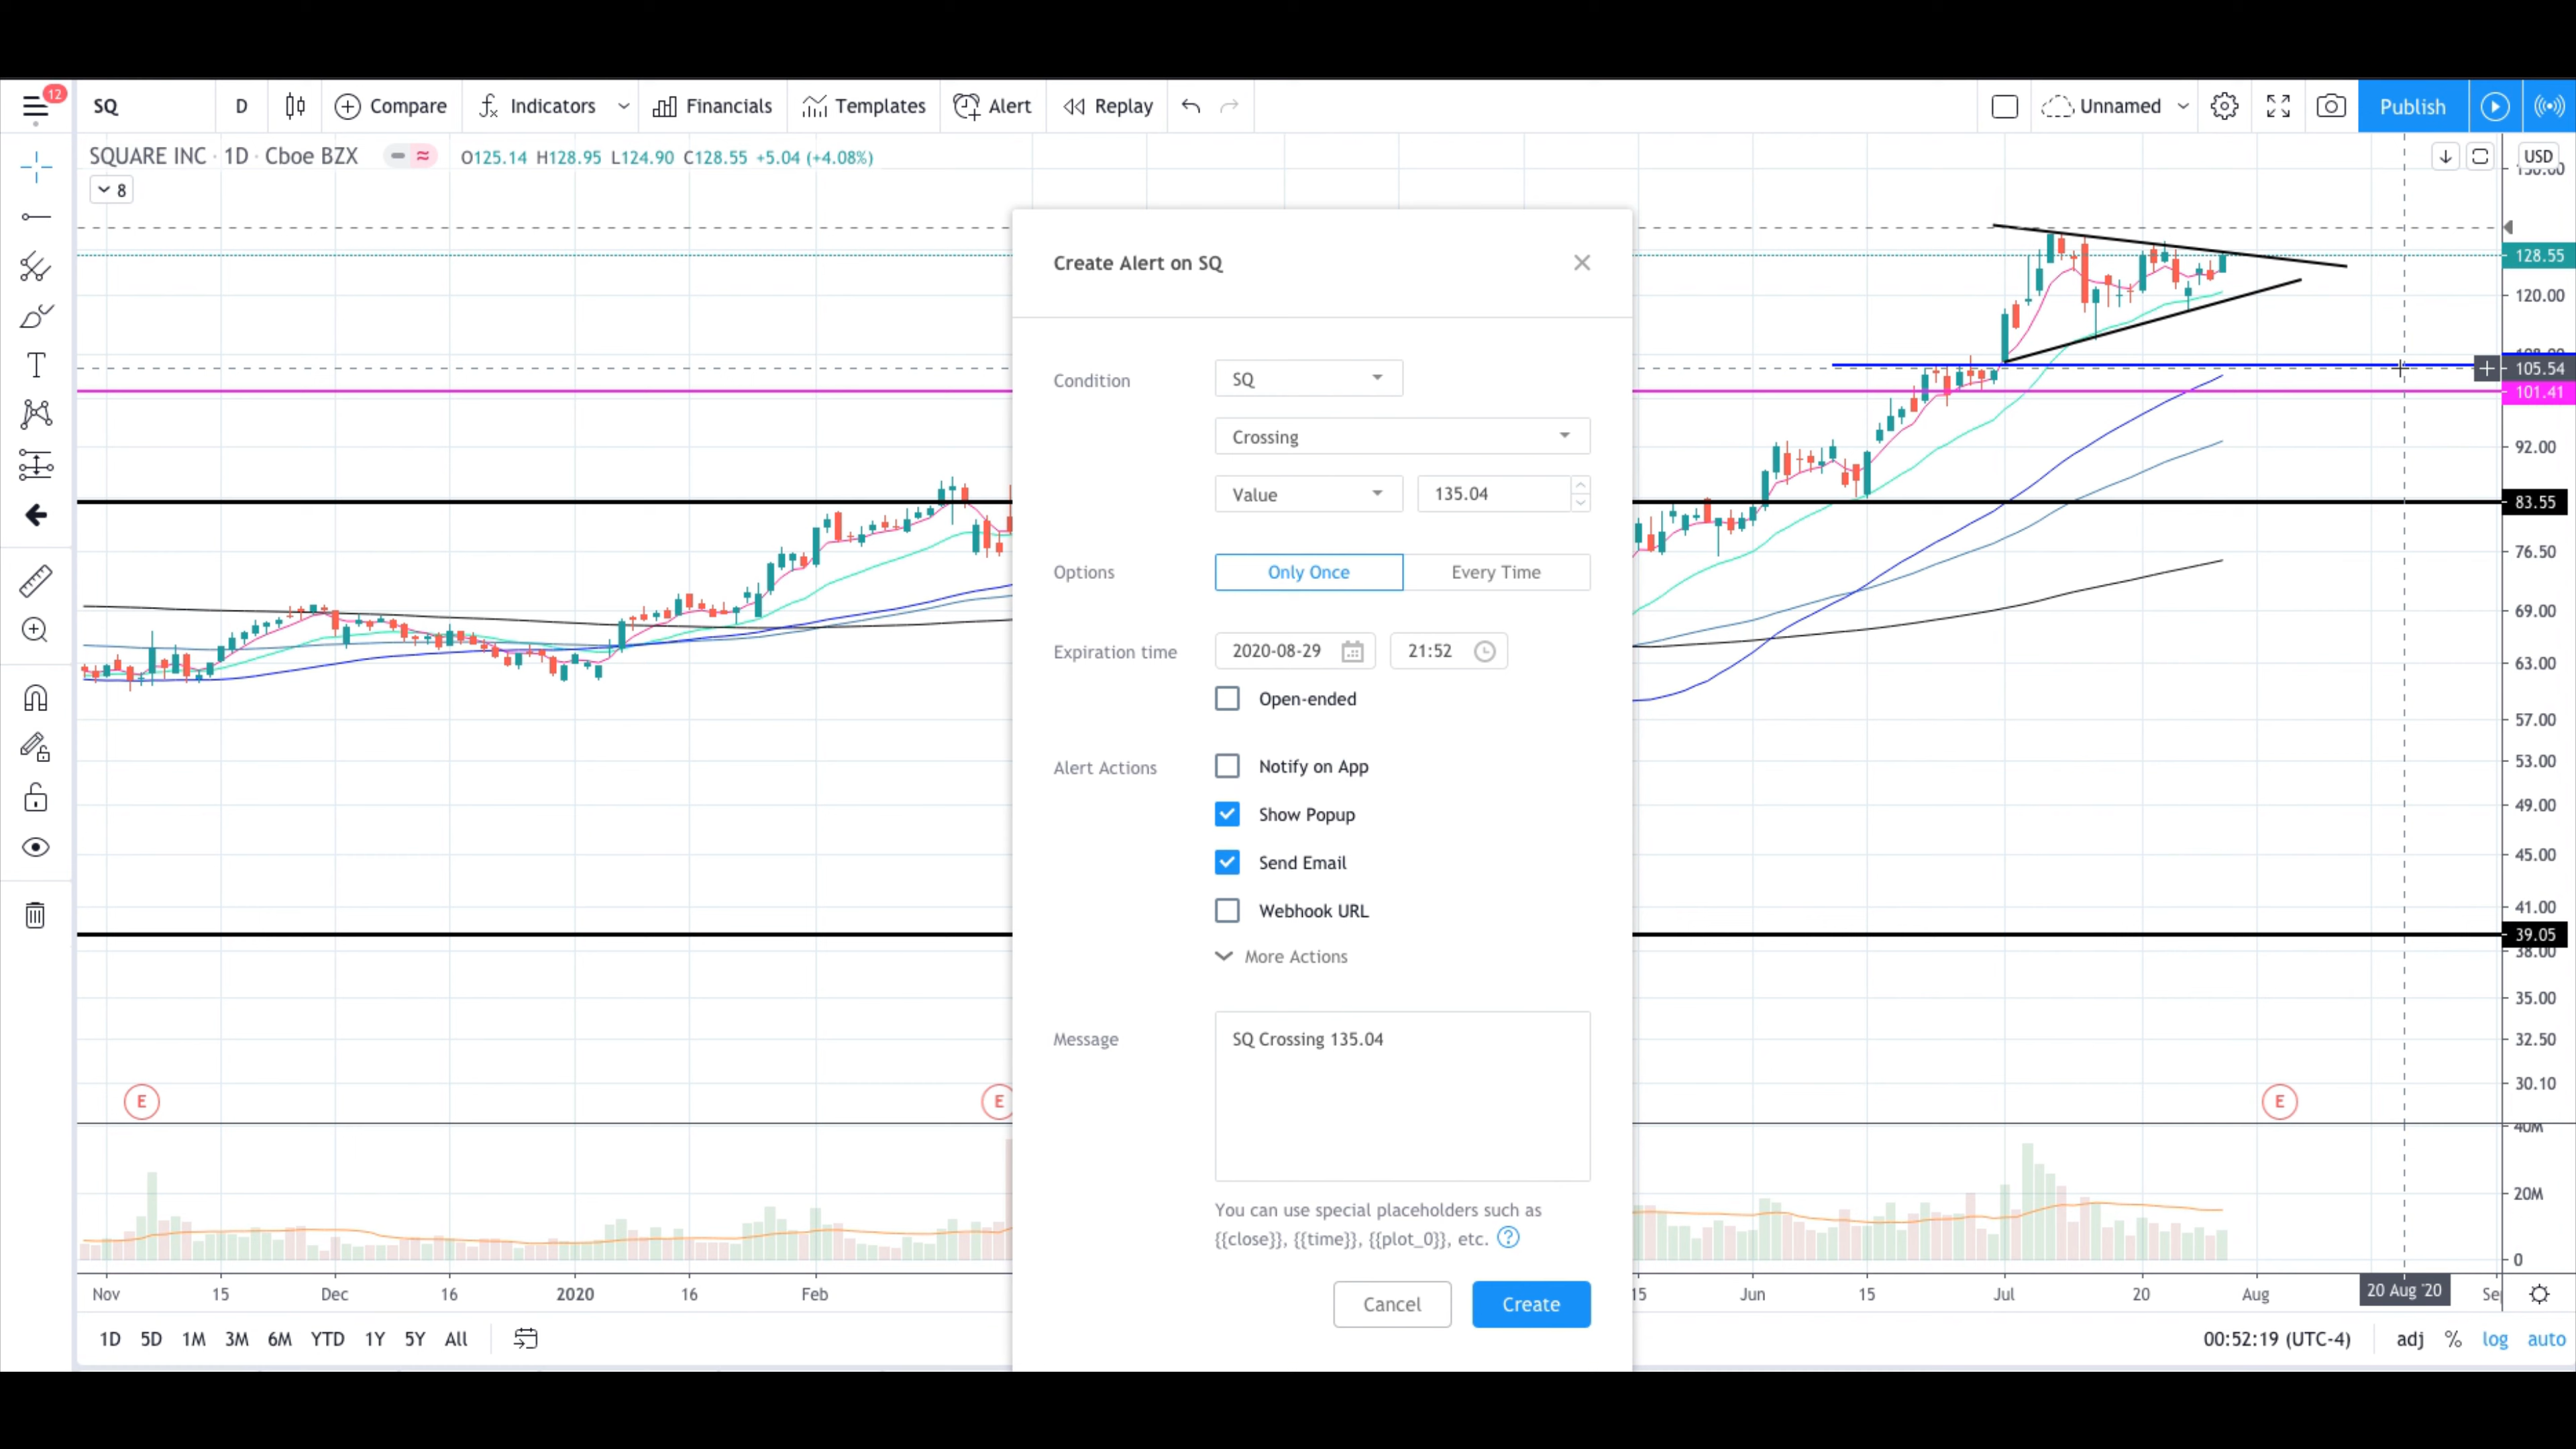 12
SQ D Compare Indicators Financials Templates Alert Replay Unnamed Publish
SQUARE INC · 1D · Cboe BZX O125.14 H128.95 L124.90 C128.55 +5.04 (+4.08%)
USD
8
150.00
128.55
120.00
105.54
101.41
92.00
83.55
76.50
69.00
63.00
57.00
53.00
49.00
45.00
41.00
39.05
38.00
35.00
32.50
30.10
40M
20M
0
Create Alert on SQ
Condition SQ
Crossing
Value 135.04
Options Only Once Every Time
Expiration time 2020-08-29 21:52
Open-ended
Alert Actions Notify on App
Show Popup
Send Email
Webhook URL
More Actions
Message SQ Crossing 135.04
You can use special placeholders such as
{{close}}, {{time}}, {{plot_0}}, etc. ?
Cancel Create
E E E
Nov 15 Dec 16 2020 16 Feb 15 Jun 15 Jul 20 Aug 20 Aug '20
1D 5D 1M 3M 6M YTD 1Y 5Y All 00:52:19 (UTC-4) adj % log auto